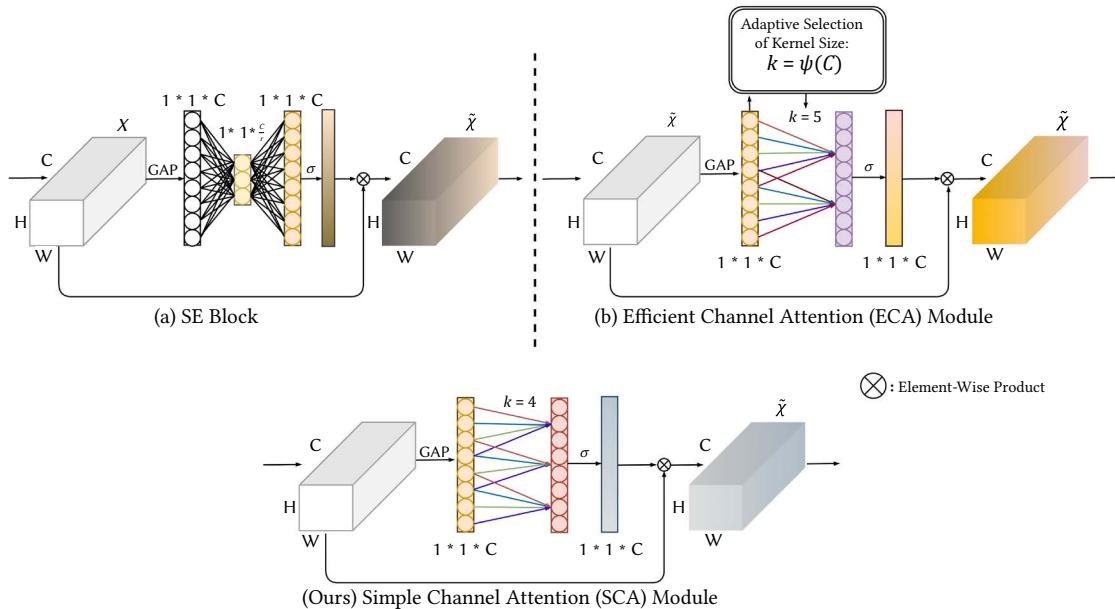 1 * 1 * C
1 * 1 * C
1 * 1 * C/r
X
C
GAP
σ
C
χ̃
H
W
H
W
(a) SE Block
Adaptive Selection
of Kernel Size:
k = ψ(C)
k = 5
χ̃
C
GAP
σ
C
χ̃
H
W
1 * 1 * C
1 * 1 * C
H
W
(b) Efficient Channel Attention (ECA) Module
⊗ : Element-Wise Product
k = 4
C
GAP
σ
C
χ̃
H
W
1 * 1 * C
1 * 1 * C
H
W
(Ours) Simple Channel Attention (SCA) Module